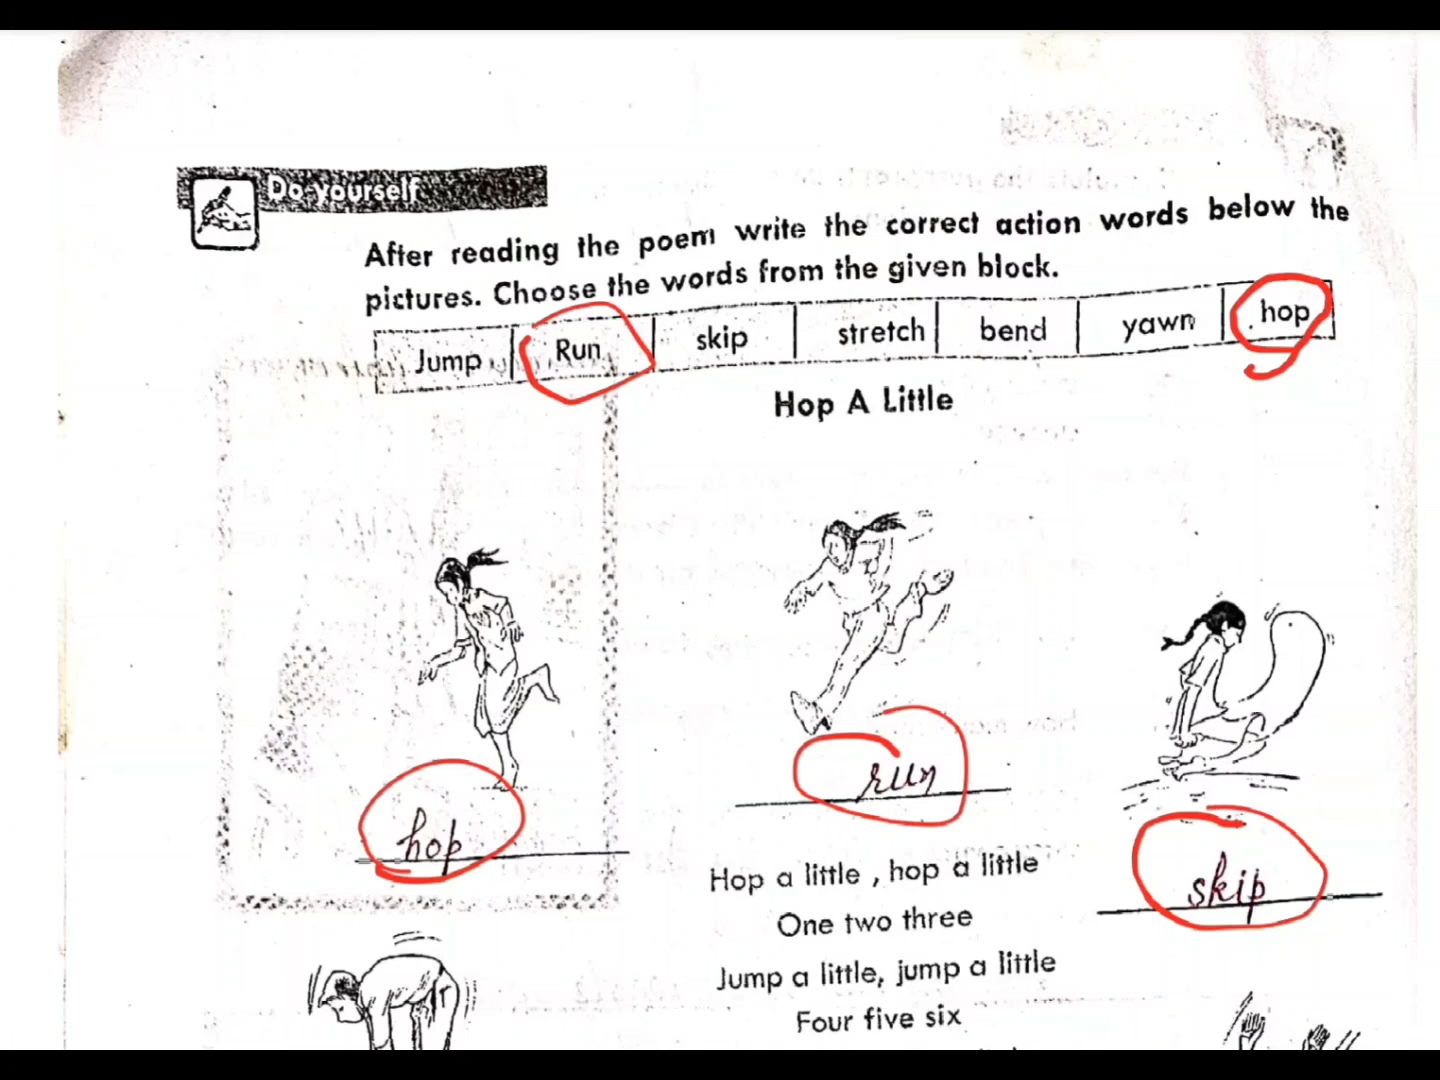 Do yourself
After reading the poem write the correct action words below the
pictures. Choose the words from the given block.
Jump Run skip stretch bend yawn hop
Hop A Little
hop
run
skip
Hop a little , hop a little
One two three
Jump a little, jump a little
Four five six